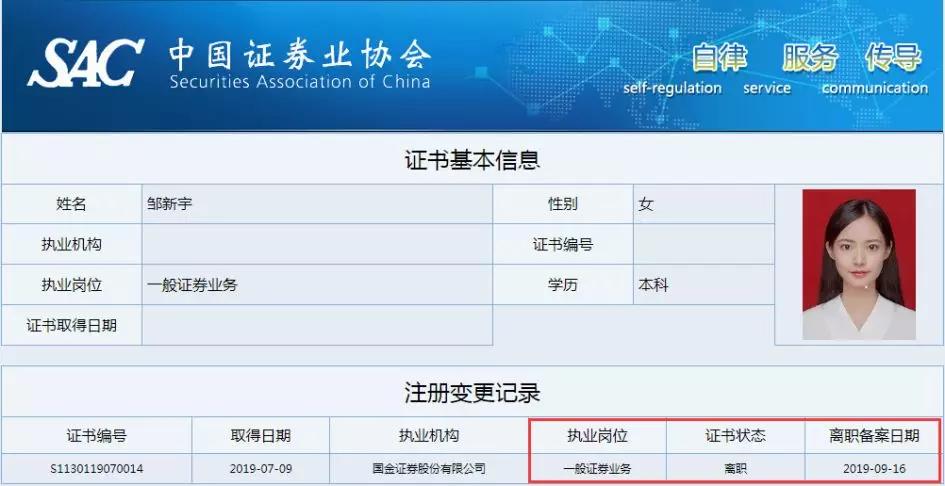 SAC 中国证券业协会
Securities Association of China
自律 服务 传导
self-regulation service communication
证书基本信息
姓名 邹新宇 性别 女
执业机构 证书编号
执业岗位 一般证券业务 学历 本科
证书取得日期
注册变更记录
证书编号 取得日期 执业机构 执业岗位 证书状态 离职备案日期
S1130119070014 2019-07-09 国金证券股份有限公司 一般证券业务 离职 2019-09-16